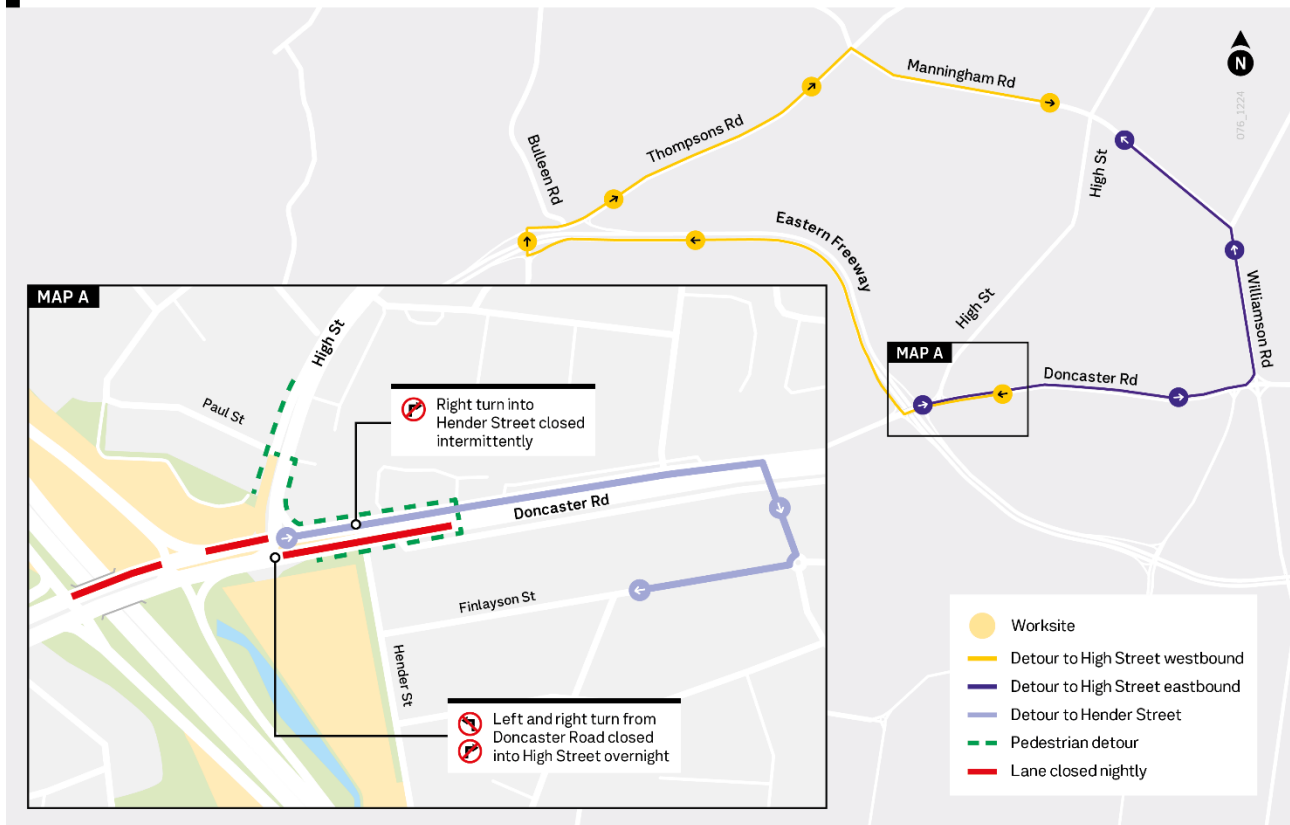 Manningham Rd
N
076_1224
Thompsons Rd
Bulleen Rd
High St
Eastern Freeway
High St
Williamson Rd
MAP A
Doncaster Rd
MAP A
High St
Paul St
Right turn into
Hender Street closed
intermittently
Doncaster Rd
Finlayson St
Hender St
Left and right turn from
Doncaster Road closed
into High Street overnight
Worksite
Detour to High Street westbound
Detour to High Street eastbound
Detour to Hender Street
Pedestrian detour
Lane closed nightly